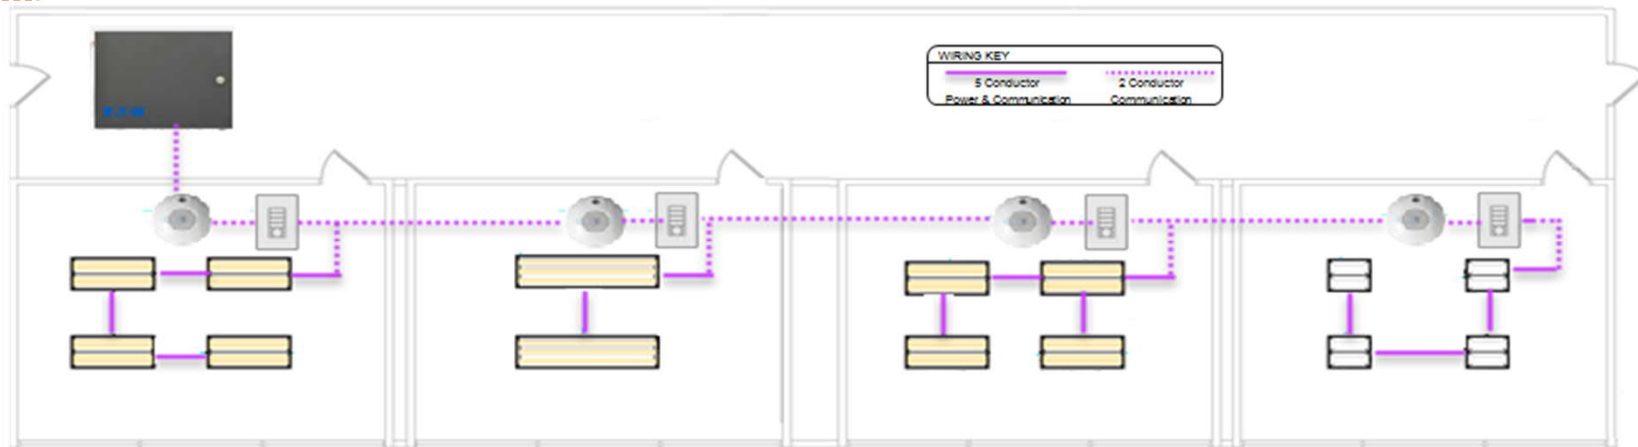 WIRING KEY
5 Conductor
2 Conductor
Power & Communication
Communication